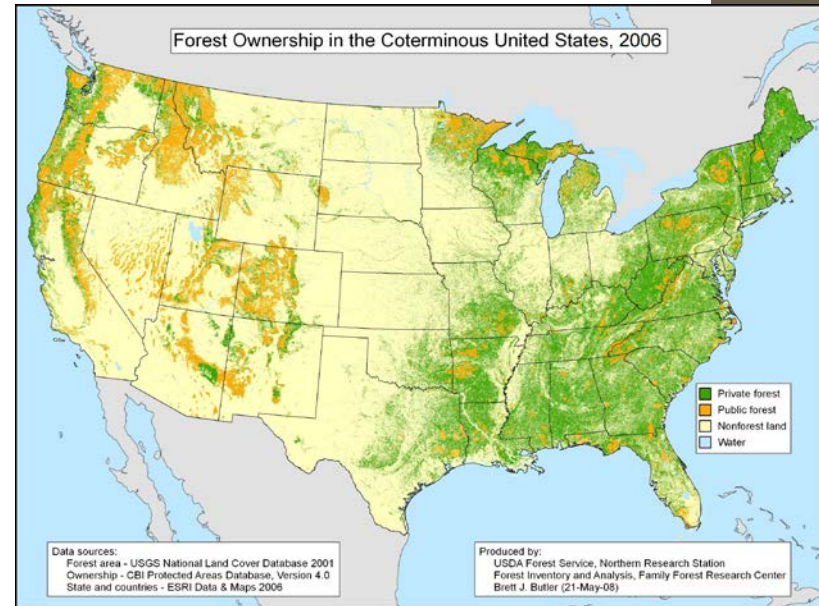 Forest Ownership in the Coterminous United States, 2006
Private forest
Public forest
Nonforest land
Water
Data sources:
Forest area - USGS National Land Cover Database 2001
Ownership - CBI Protected Areas Database, Version 4.0
State and countries - ESRI Data & Maps 2006
Produced by:
USDA Forest Service, Northern Research Station
Forest Inventory and Analysis, Family Forest Research Center
Brett J. Butler (21-May-08)